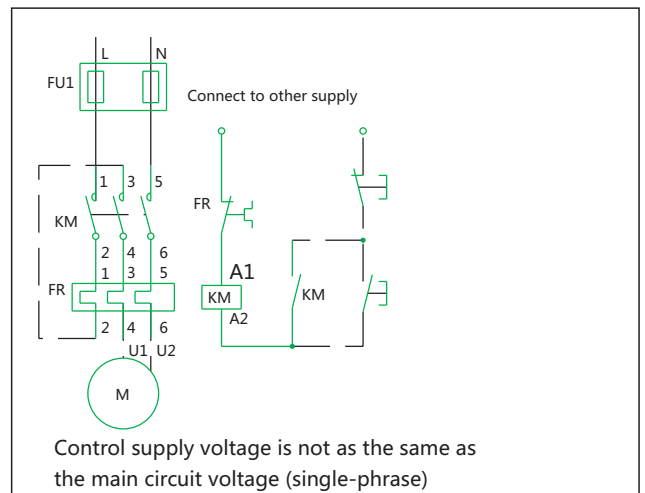 L N
FU1
Connect to other supply
1 3 5
KM
FR
2 4 6
1 3 5
FR
A1
KM
KM
A2
2 4 6
U1 U2
M
Control supply voltage is not as the same as
the main circuit voltage (single-phrase)